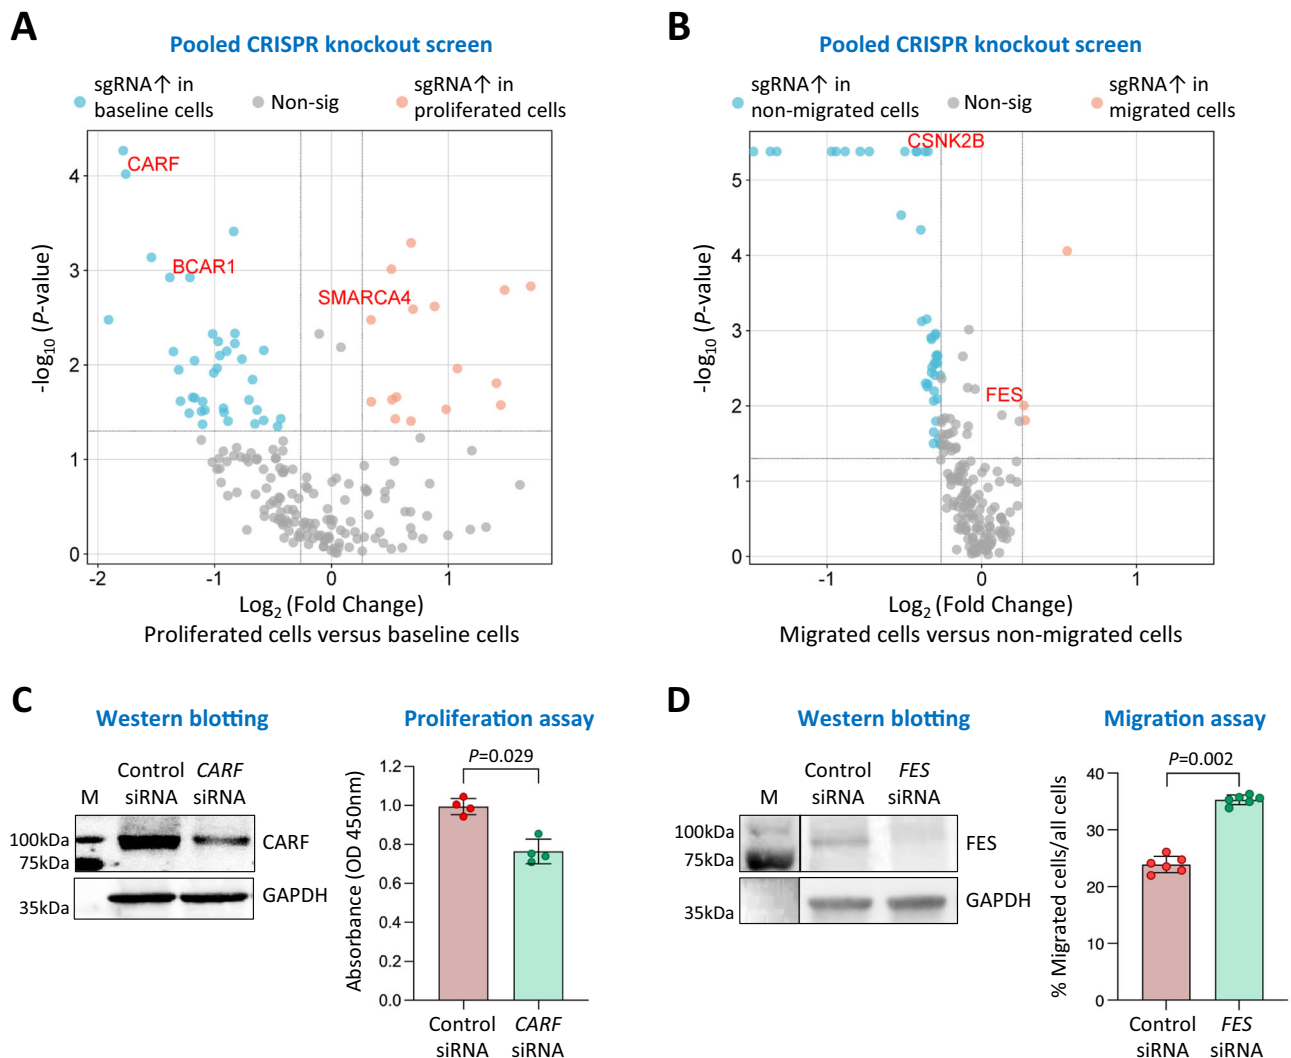 A
Pooled CRISPR knockout screen
sgRNA↑ in
baseline cells
Non-sig
sgRNA↑ in
proliferated cells
CARF
BCAR1
SMARCA4
-log10 (P-value)
4
3
2
1
0
-2
-1
0
1
Log2 (Fold Change)
Proliferated cells versus baseline cells
B
Pooled CRISPR knockout screen
sgRNA↑ in
non-migrated cells
Non-sig
sgRNA↑ in
migrated cells
CSNK2B
FES
-log10 (P-value)
5
4
3
2
1
0
-1
0
1
Log2 (Fold Change)
Migrated cells versus non-migrated cells
C
Western blotting
M
Control
siRNA
CARF
siRNA
100kDa
75kDa
35kDa
CARF
GAPDH
Proliferation assay
P=0.029
Absorbance (OD 450nm)
1.2
1.0
0.8
0.6
0.4
0.2
0.0
Control
siRNA
CARF
siRNA
D
Western blotting
M
Control
siRNA
FES
siRNA
100kDa
75kDa
35kDa
FES
GAPDH
Migration assay
P=0.002
% Migrated cells/all cells
40
30
20
10
0
Control
siRNA
FES
siRNA